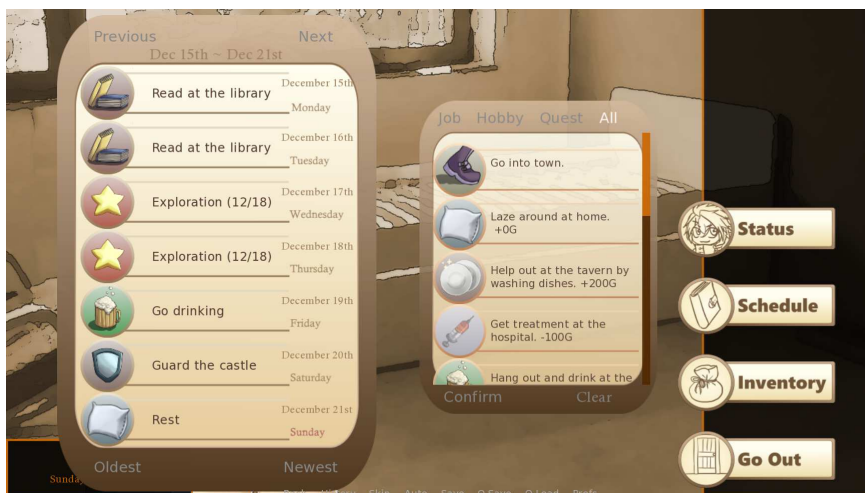 Previous
Next
Dec 15th ~ Dec 21st
Read at the library
December 15th
Monday
Read at the library
December 16th
Tuesday
Exploration (12/18)
December 17th
Wednesday
Exploration (12/18)
December 18th
Thursday
Go drinking
December 19th
Friday
Guard the castle
December 20th
Saturday
Rest
December 21st
Sunday
Oldest
Newest
Job
Hobby
Quest
All
Go into town.
Laze around at home.
+0G
Help out at the tavern by
washing dishes. +200G
Get treatment at the
hospital. -100G
Hang out and drink at the
Confirm
Clear
Status
Schedule
Inventory
Go Out